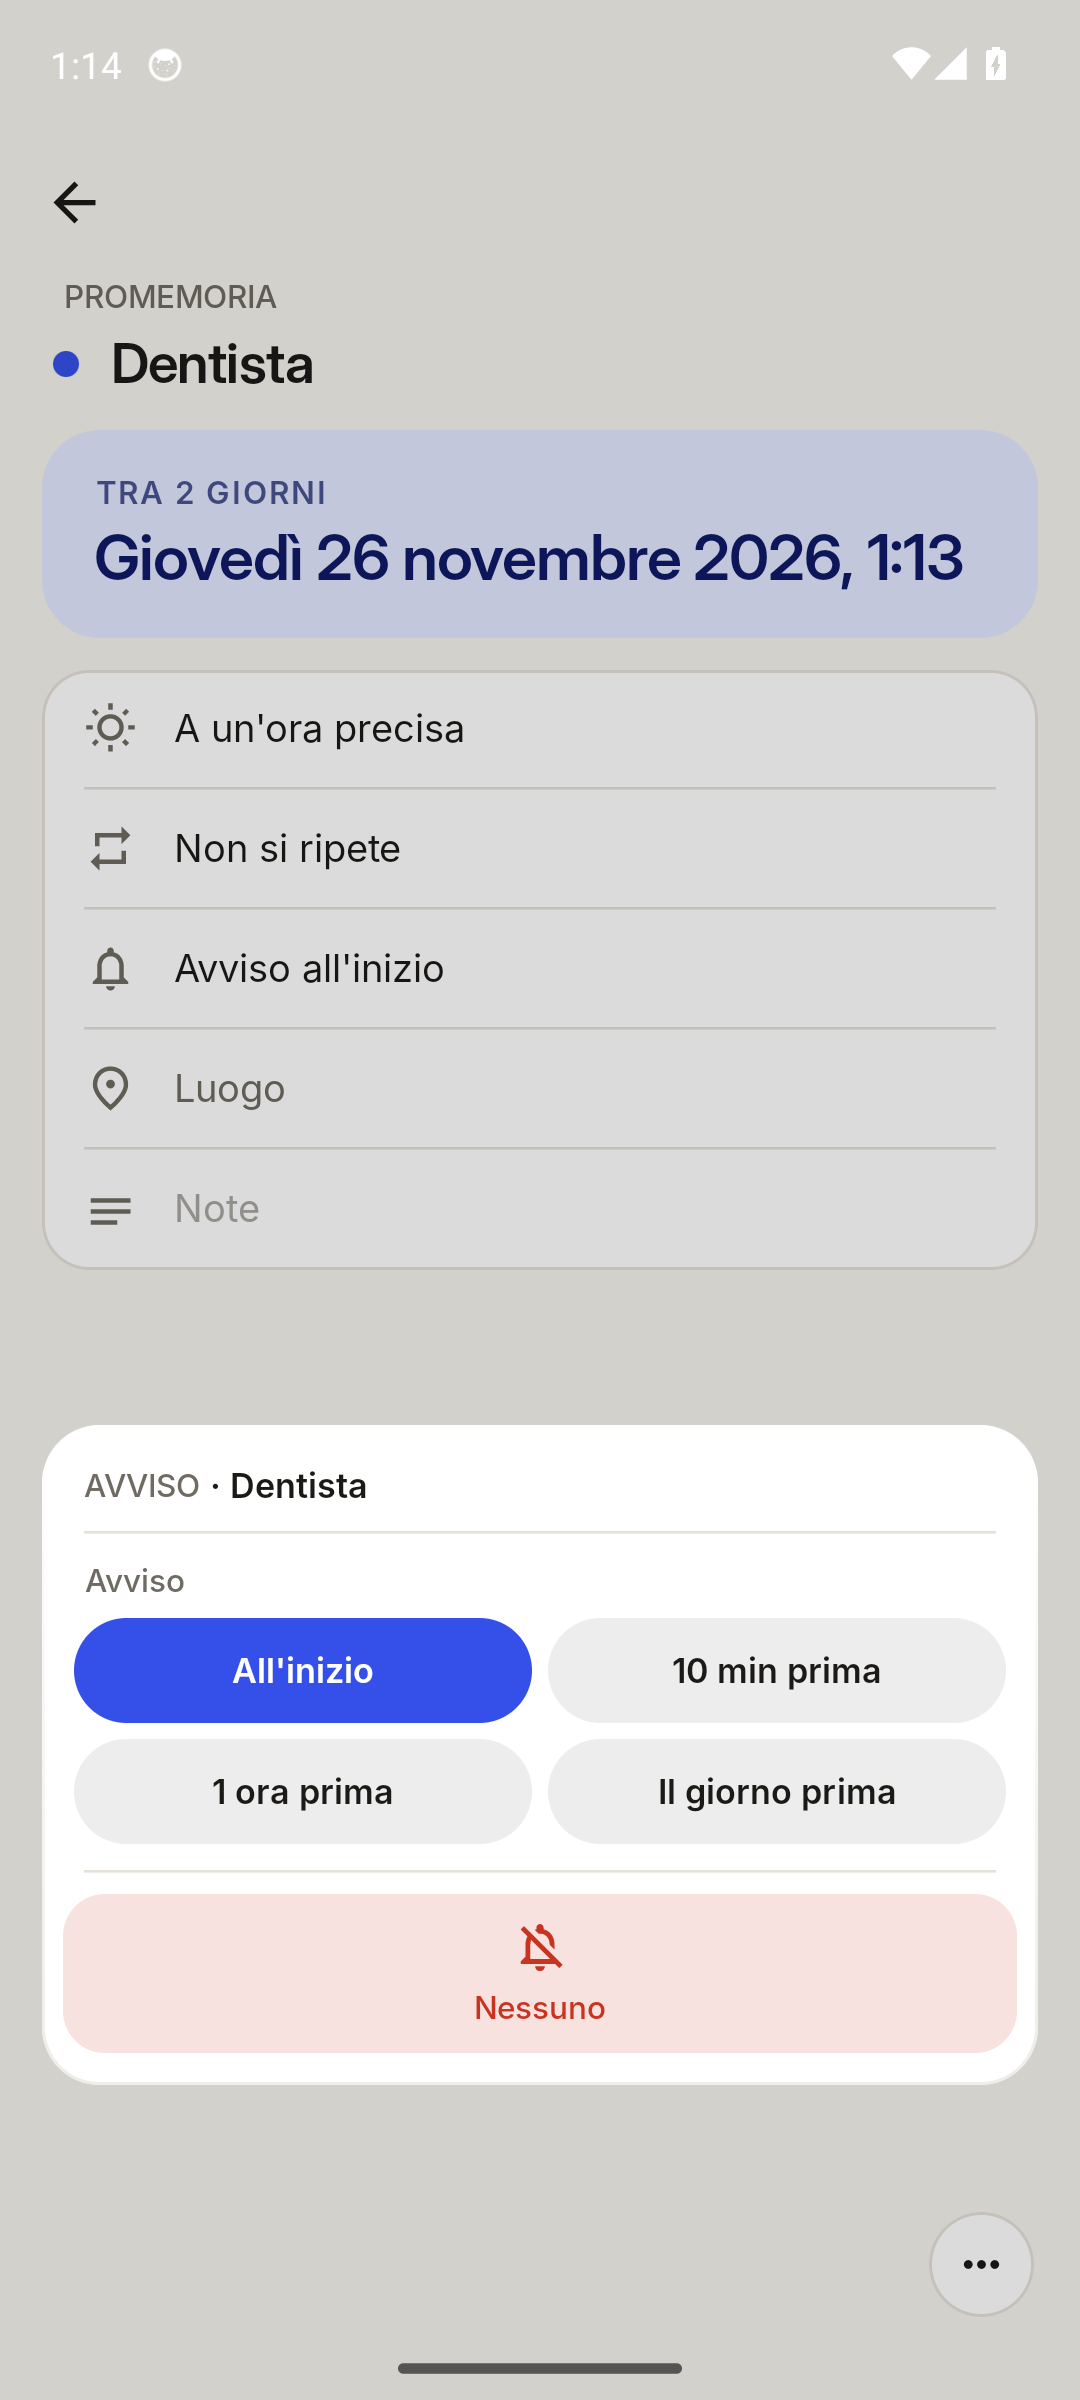 1:14
PROMEMORIA
Dentista
TRA 2 GIORNI
Giovedì 26 novembre 2026, 1:13
A un'ora precisa
Non si ripete
Avviso all'inizio
Luogo
Note
AVVISO · Dentista
Avviso
All'inizio
10 min prima
1 ora prima
Il giorno prima
Nessuno